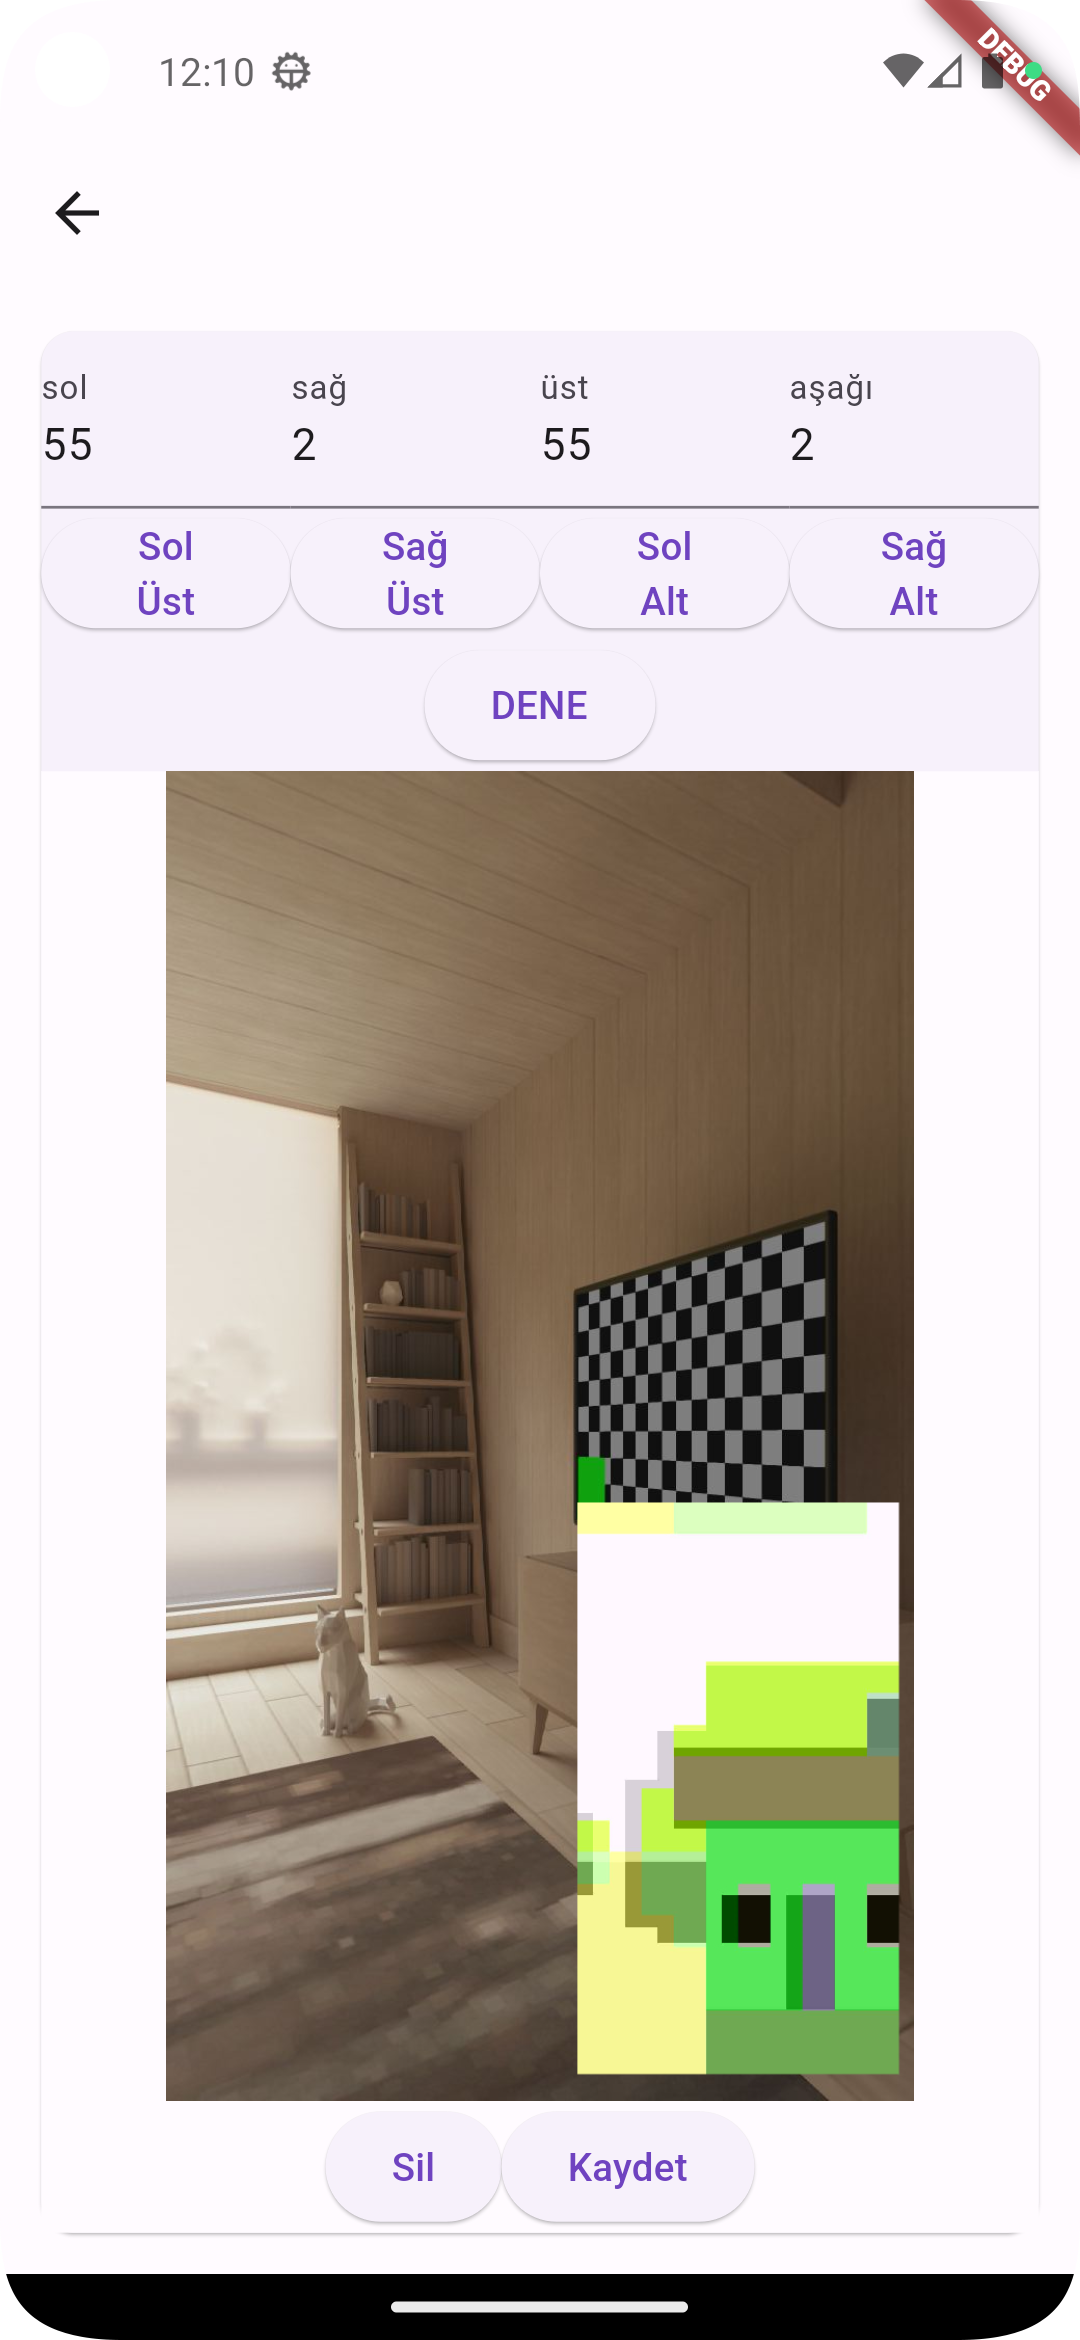 12:10
DEBUG
sol sağ üst aşağı
55 2 55 2
Sol Sağ Sol Sağ
Üst Üst Alt Alt
DENE
Sil Kaydet